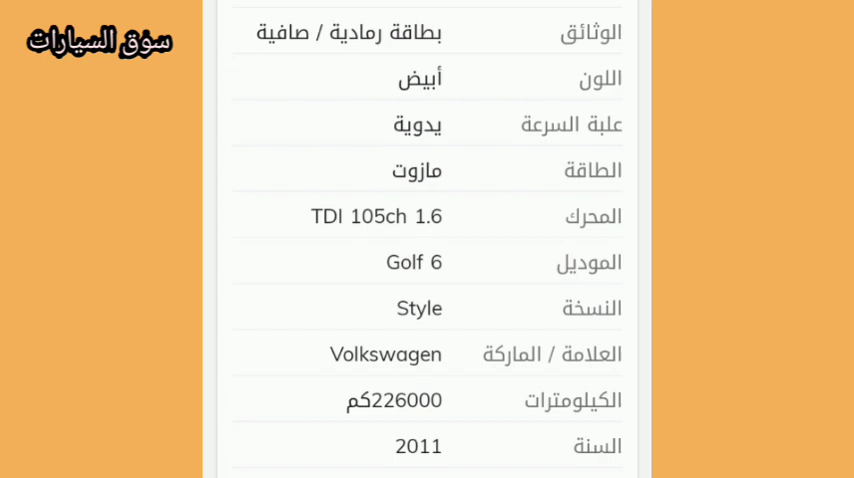 سوق السيارات
الوثائق بطاقة رمادية / صافية
اللون أبيض
علبة السرعة يدوية
الطاقة مازوت
المحرك 1.6 TDI 105ch
الموديل Golf 6
النسخة Style
العلامة / الماركة Volkswagen
الكيلومترات 226000كم
السنة 2011